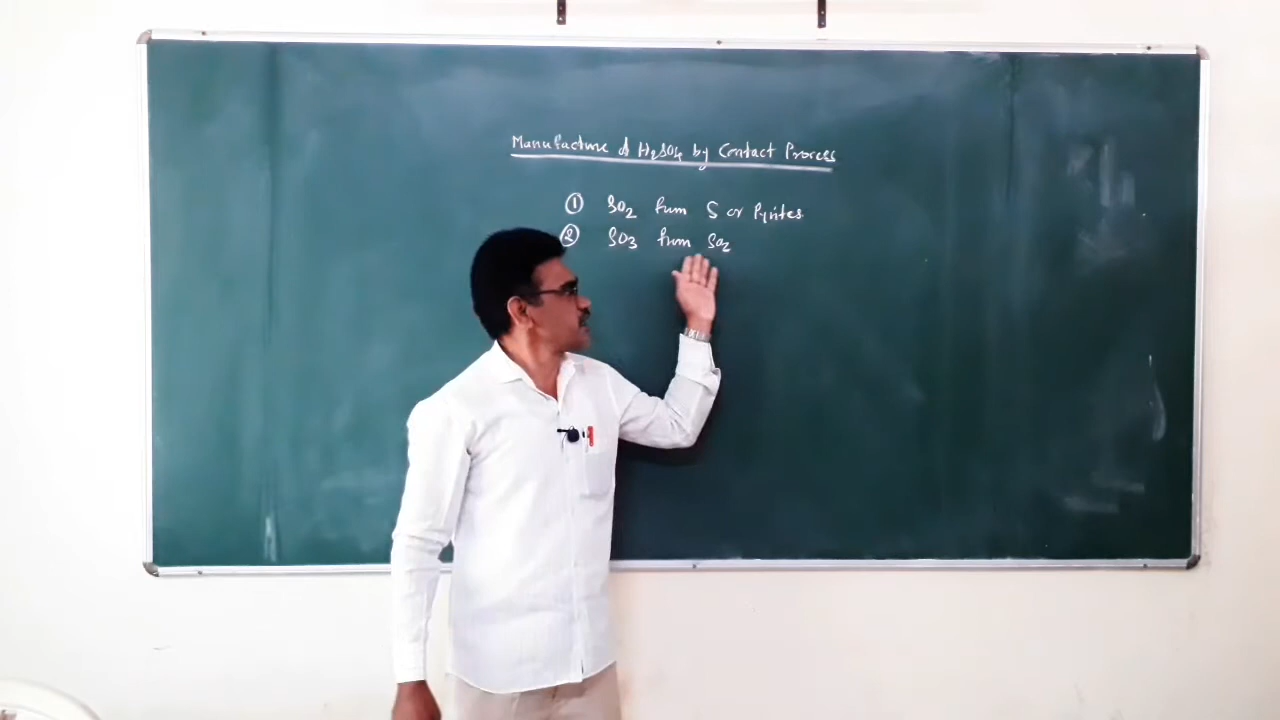 Manufacture of H₂SO₄ by Contact Process
① SO₂ from S or Pyrites
② SO₃ from SO₂